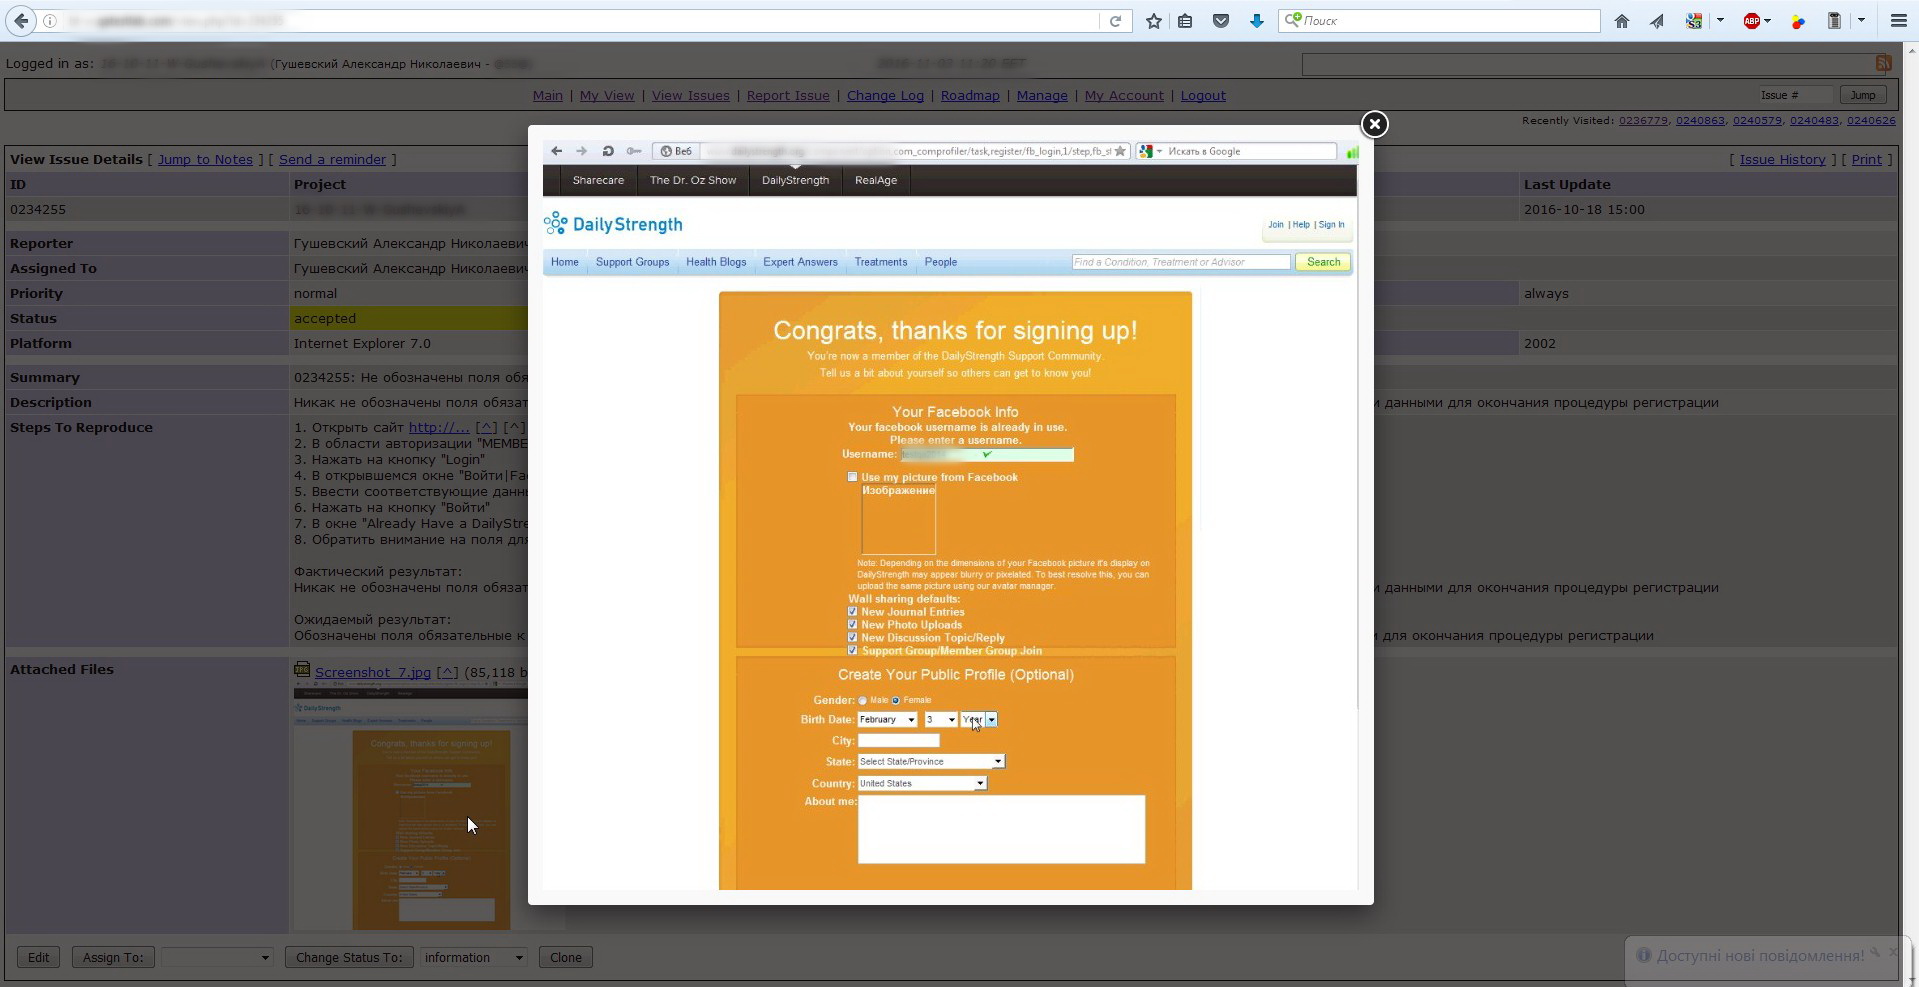 Поиск
Logged in as: (Гушевский Александр Николаевич -
Main | My View | View Issues | Report Issue | Change Log | Roadmap | Manage | My Account | Logout
Issue # Jump
Recently Visited: 0236779, 0240863, 0240579, 0240483, 0240626
View Issue Details [ Jump to Notes ] [ Send a reminder ]
[ Issue History ] [ Print ]
ID Project Last Update
0234255 2016-10-18 15:00
Reporter Гушевский Александр Николаевич
Assigned To Гушевский Александр Николаевич
Priority normal always
Status accepted
Platform Internet Explorer 7.0 2002
Summary 0234255: Не обозначены поля обя
Description Никак не обозначены поля обязат данными для окончания процедуры регистрации
Steps To Reproduce 1. Открыть сайт http://... [^] [^]
2. В области авторизации "MEMBE
3. Нажать на кнопку "Login"
4. В открывшемся окне "Войти|Fac
5. Ввести соответствующие данн
6. Нажать на кнопку "Войти"
7. В окне "Already Have a DailyStre
8. Обратить внимание на поля для
Фактический результат:
Никак не обозначены поля обязат данными для окончания процедуры регистрации
Ожидаемый результат:
Обозначены поля обязательные к для окончания процедуры регистрации
Attached Files Screenshot_7.jpg [^] (85,118 b
Edit Assign To: Change Status To: information Clone
Доступні нові повідомлення!
Веб com_comprofiler/task,register/fb_login,1/step,fb_s Искать в Google
Sharecare The Dr. Oz Show DailyStrength RealAge
DailyStrength
Join | Help | Sign In
Home Support Groups Health Blogs Expert Answers Treatments People
Find a Condition, Treatment or Advisor Search
Congrats, thanks for signing up!
You're now a member of the DailyStrength Support Community.
Tell us a bit about yourself so others can get to know you!
Your Facebook Info
Your facebook username is already in use.
Please enter a username.
Username:
Use my picture from Facebook
Изображение
Note: Depending on the dimensions of your Facebook picture it's display on
DailyStrength may appear blurry or pixelated. To best resolve this, you can
upload the same picture using our avatar manager.
Wall sharing defaults:
New Journal Entries
New Photo Uploads
New Discussion Topic/Reply
Support Group/Member Group Join
Create Your Public Profile (Optional)
Gender: Male Female
Birth Date: February 3 Year
City:
State: Select State/Province
Country: United States
About me: